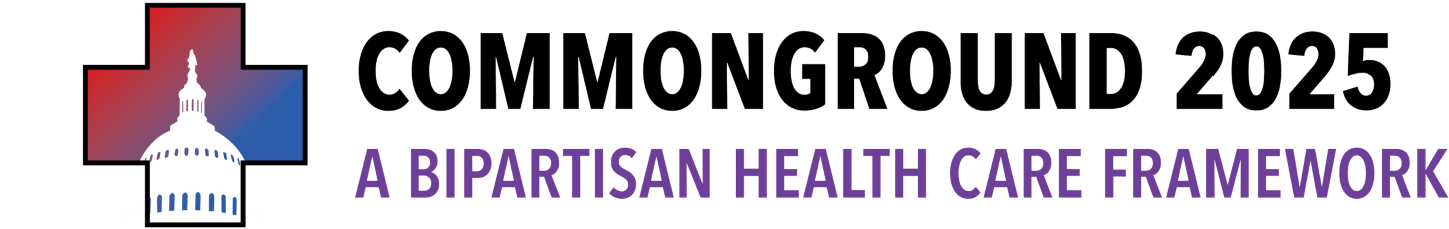 COMMONGROUND 2025
A BIPARTISAN HEALTH CARE FRAMEWORK